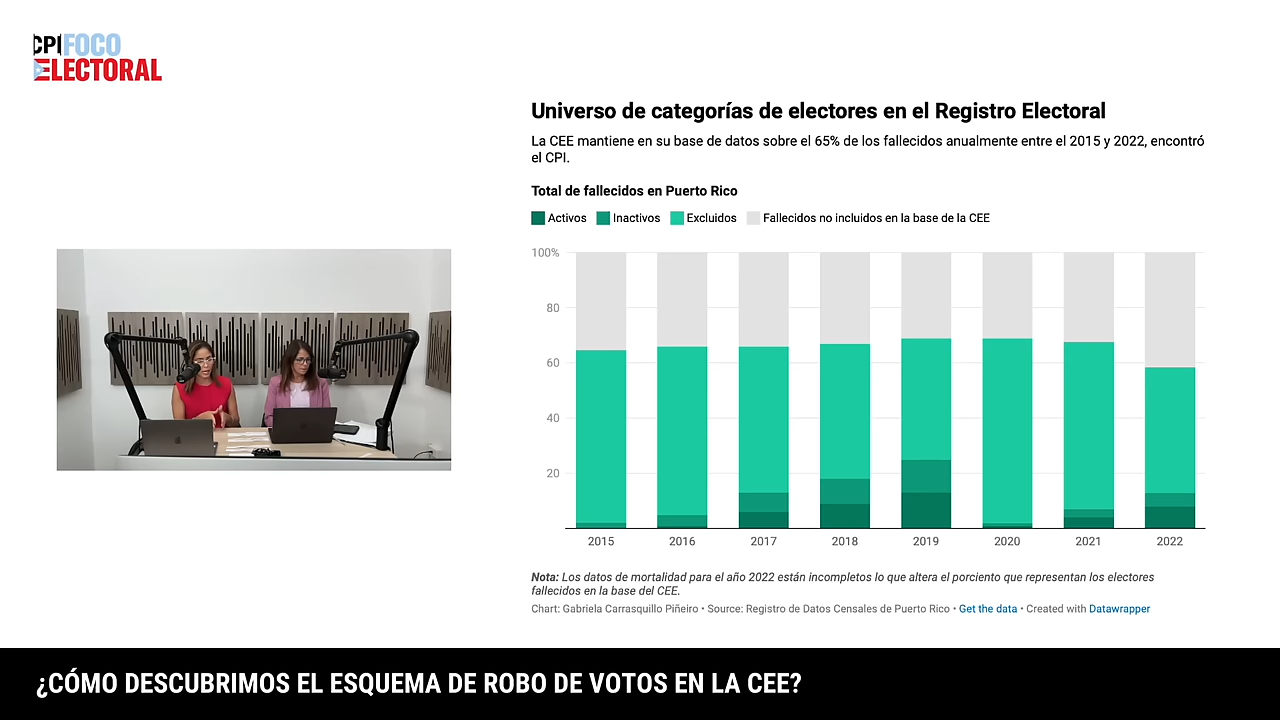 CPI FOCO
ELECTORAL
Universo de categorías de electores en el Registro Electoral
La CEE mantiene en su base de datos sobre el 65% de los fallecidos anualmente entre el 2015 y 2022, encontró
el CPI.
Total de fallecidos en Puerto Rico
Activos Inactivos Excluidos Fallecidos no incluidos en la base de la CEE
100%
80
60
40
20
2015 2016 2017 2018 2019 2020 2021 2022
Nota: Los datos de mortalidad para el año 2022 están incompletos lo que altera el porciento que representan los electores
fallecidos en la base del CEE.
Chart: Gabriela Carrasquillo Piñeiro • Source: Registro de Datos Censales de Puerto Rico • Get the data • Created with Datawrapper
¿CÓMO DESCUBRIMOS EL ESQUEMA DE ROBO DE VOTOS EN LA CEE?